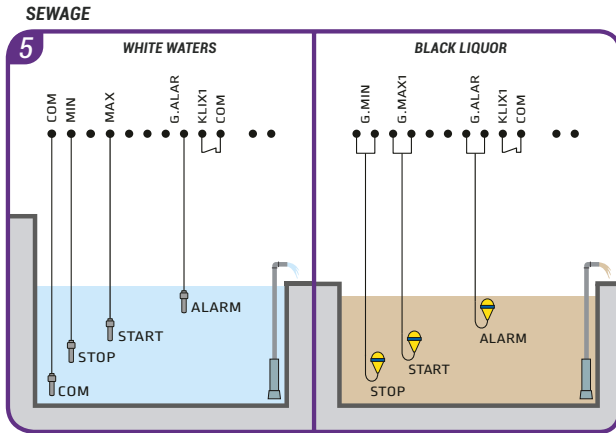 SEWAGE
5
WHITE WATERS
COM
MIN
MAX
G.ALAR
KLIX1
COM
ALARM
START
STOP
COM
BLACK LIQUOR
G.MIN
G.MAX1
G.ALAR
KLIX1
COM
ALARM
START
STOP